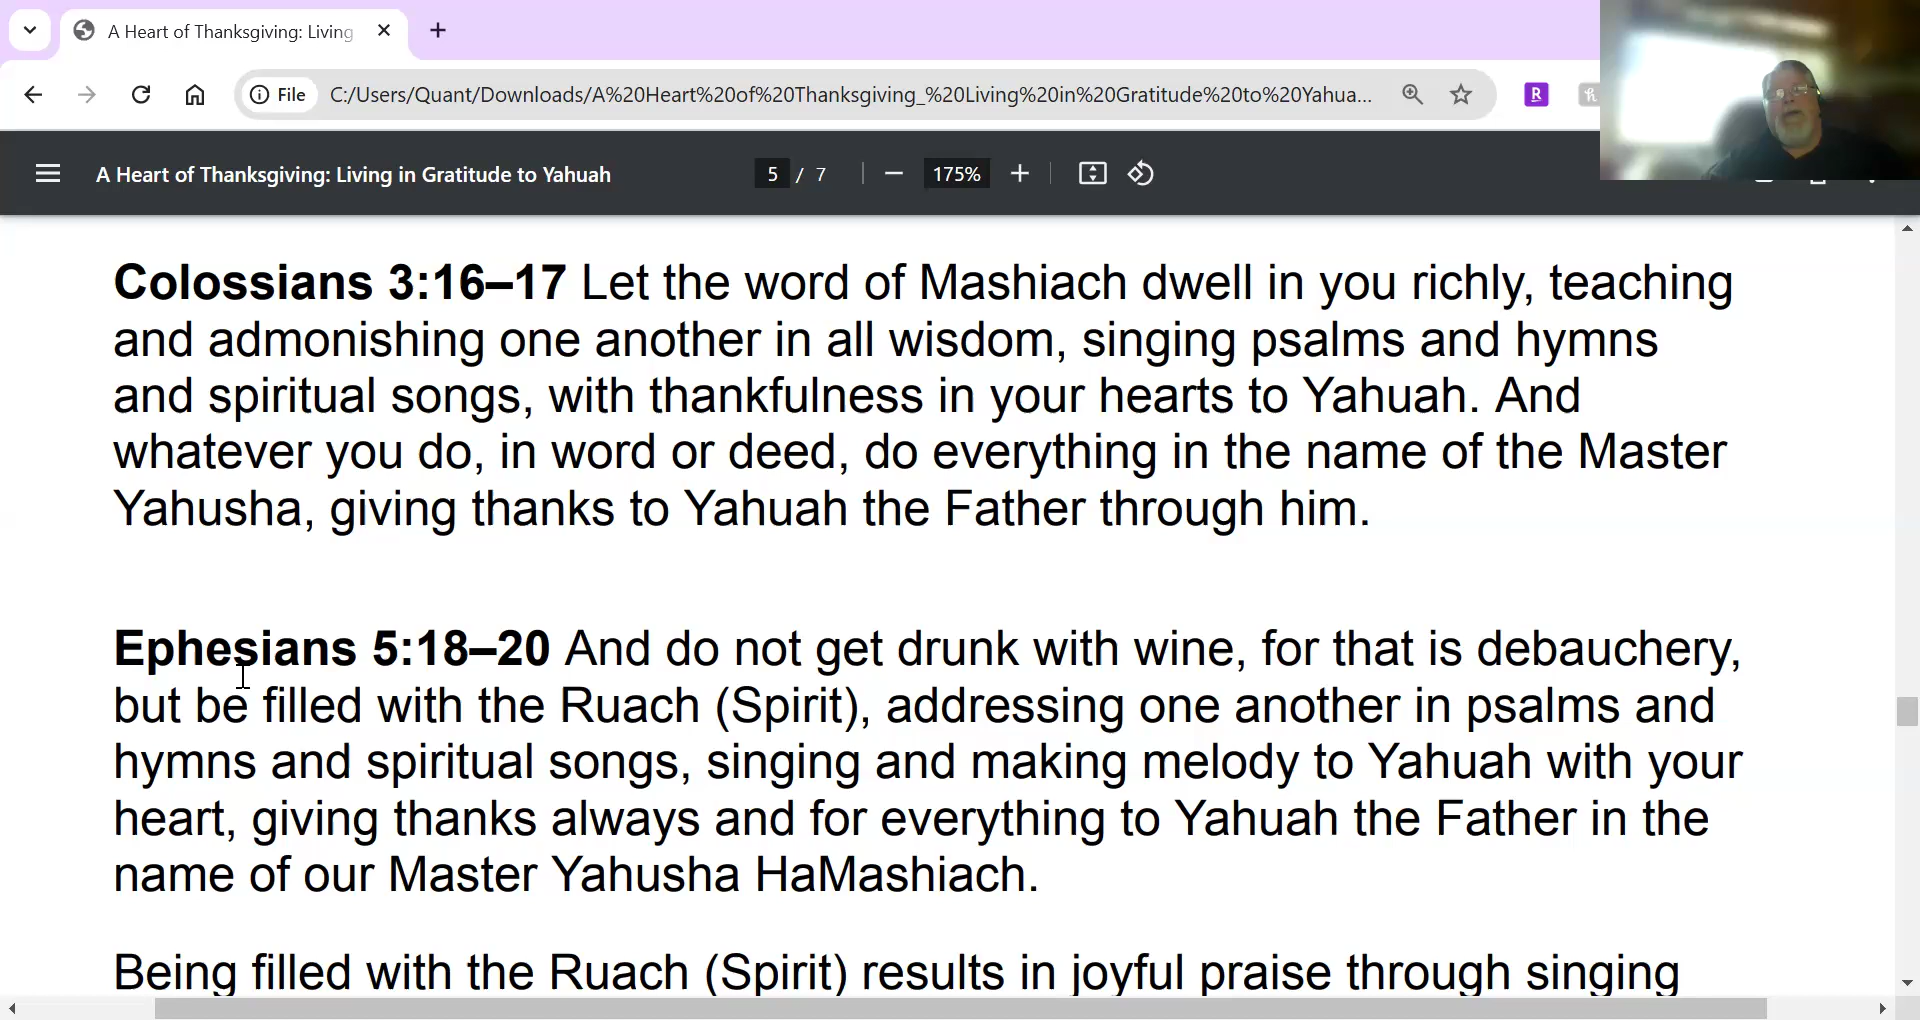 A Heart of Thanksgiving: Living
File
C:/Users/Quant/Downloads/A%20Heart%20of%20Thanksgiving_%20Living%20in%20Gratitude%20to%20Yahua...
R
A Heart of Thanksgiving: Living in Gratitude to Yahuah
5 / 7
175%
Colossians 3:16–17 Let the word of Mashiach dwell in you richly, teaching
and admonishing one another in all wisdom, singing psalms and hymns
and spiritual songs, with thankfulness in your hearts to Yahuah. And
whatever you do, in word or deed, do everything in the name of the Master
Yahusha, giving thanks to Yahuah the Father through him.
Ephesians 5:18–20 And do not get drunk with wine, for that is debauchery,
but be filled with the Ruach (Spirit), addressing one another in psalms and
hymns and spiritual songs, singing and making melody to Yahuah with your
heart, giving thanks always and for everything to Yahuah the Father in the
name of our Master Yahusha HaMashiach.
Being filled with the Ruach (Spirit) results in joyful praise through singing